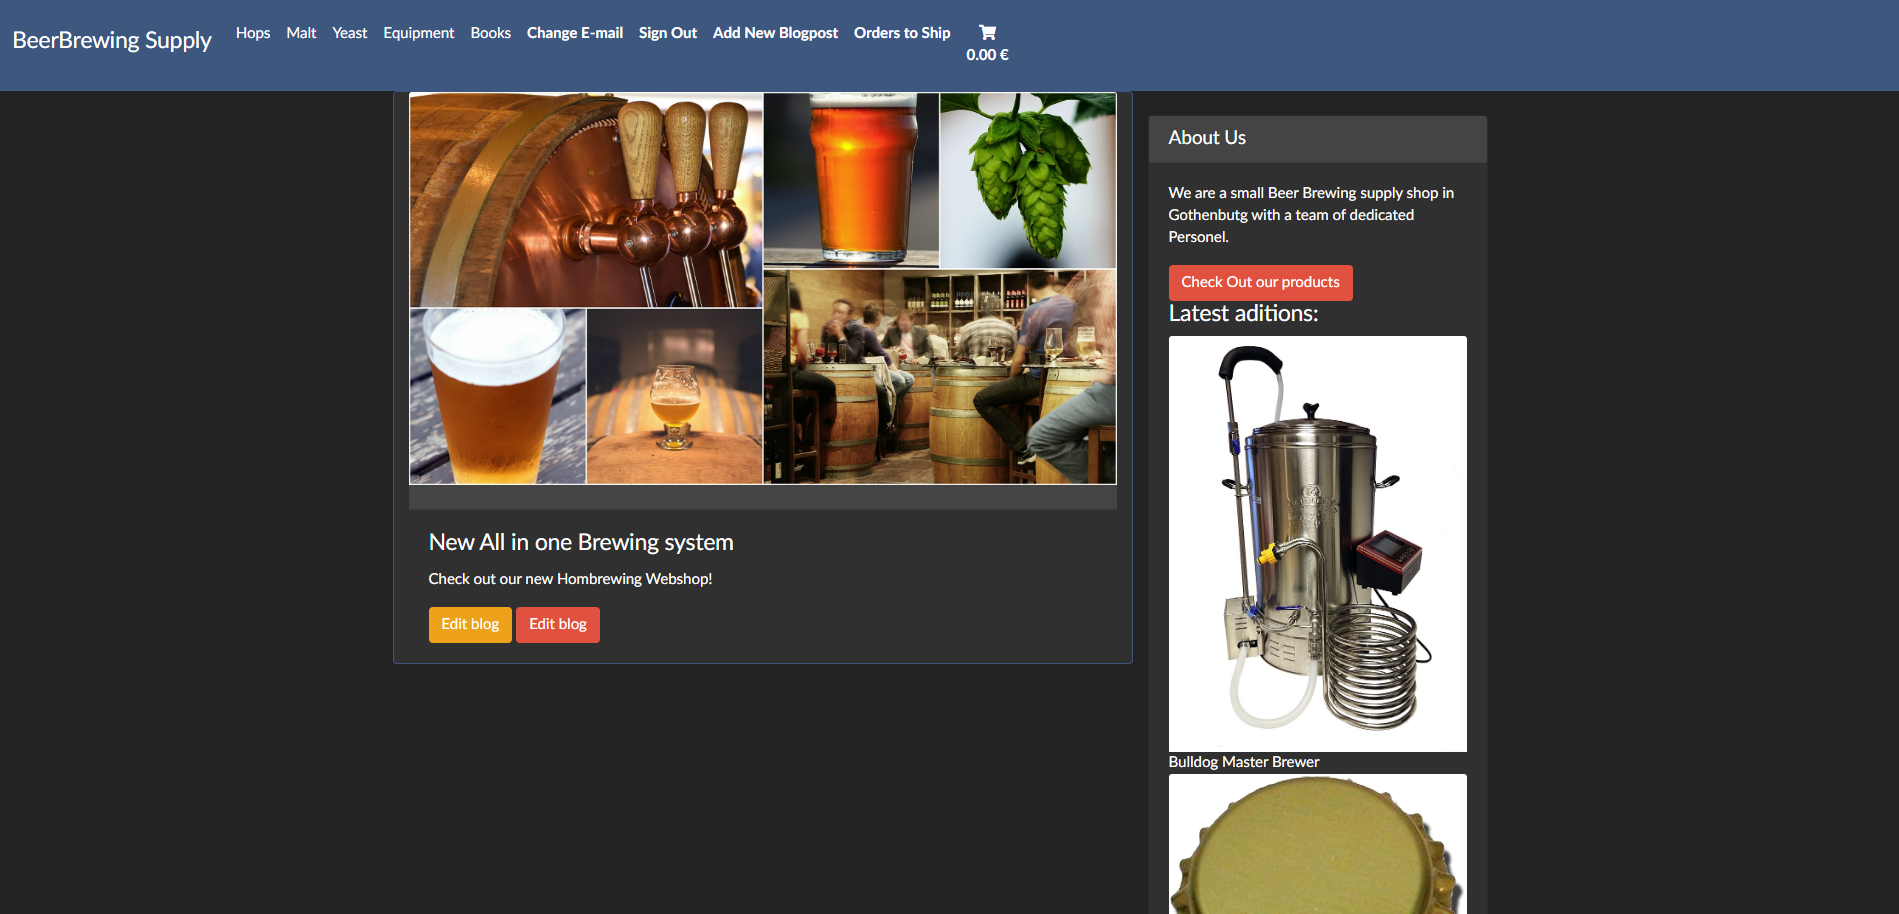 BeerBrewing Supply
Hops Malt Yeast Equipment Books Change E-mail Sign Out Add New Blogpost Orders to Ship
0.00 €
New All in one Brewing system
Check out our new Hombrewing Webshop!
Edit blog Edit blog
About Us
We are a small Beer Brewing supply shop in
Gothenbutg with a team of dedicated
Personel.
Check Out our products
Latest aditions:
Bulldog Master Brewer